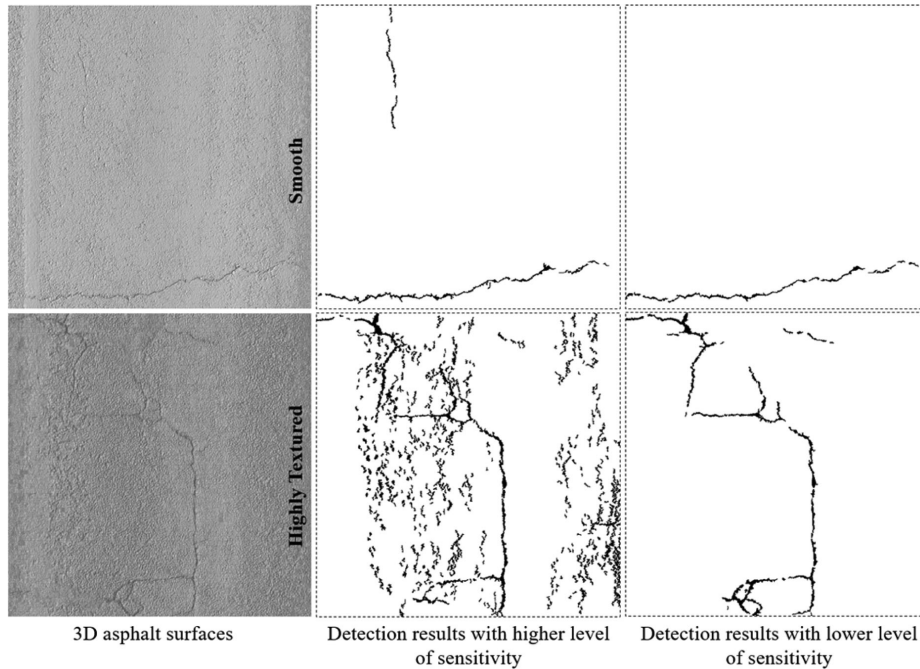 Smooth
Highly Textured
3D asphalt surfaces
Detection results with higher level
of sensitivity
Detection results with lower level
of sensitivity